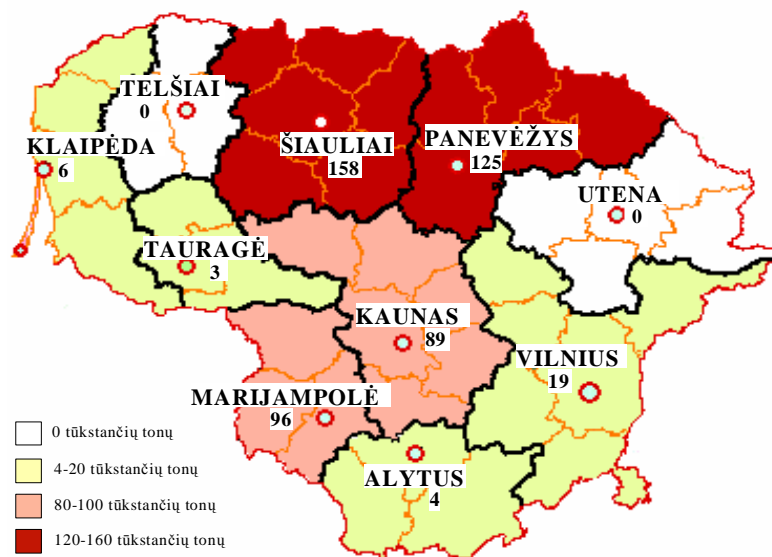 TELŠIAI
0
KLAIPĖDA
6
ŠIAULIAI
158
PANEVĖŽYS
125
UTENA
0
TAURAGĖ
3
KAUNAS
89
VILNIUS
19
MARIJAMPOLĖ
96
ALYTUS
4
0 tūkstančių tonų
4-20 tūkstančių tonų
80-100 tūkstančių tonų
120-160 tūkstančių tonų